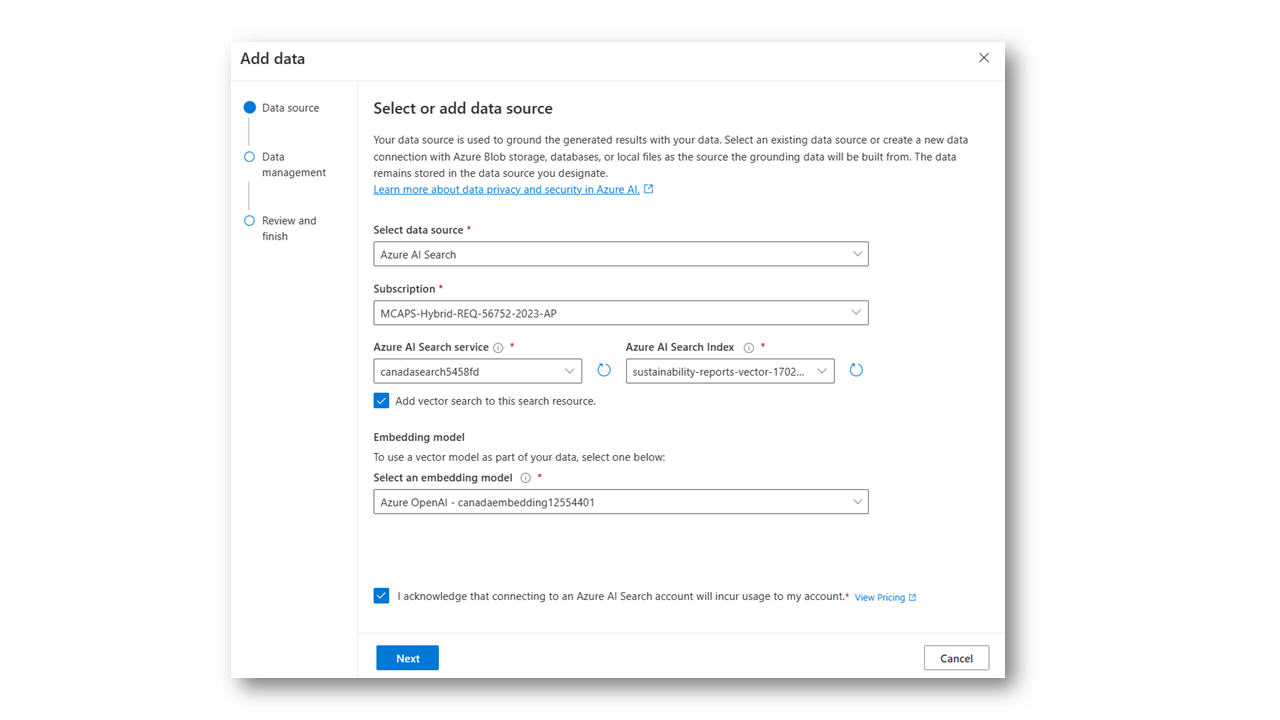 Add data
Data source
Data
management
Review and
finish
Select or add data source
Your data source is used to ground the generated results with your data. Select an existing data source or create a new data
connection with Azure Blob storage, databases, or local files as the source the grounding data will be built from. The data
remains stored in the data source you designate.
Learn more about data privacy and security in Azure AI.
Select data source *
Azure AI Search
Subscription *
MCAPS-Hybrid-REQ-56752-2023-AP
Azure AI Search service * Azure AI Search Index *
canadasearch5458fd sustainability-reports-vector-1702...
Add vector search to this search resource.
Embedding model
To use a vector model as part of your data, select one below:
Select an embedding model *
Azure OpenAI - canadaembedding12554401
I acknowledge that connecting to an Azure AI Search account will incur usage to my account.* View Pricing
Next Cancel